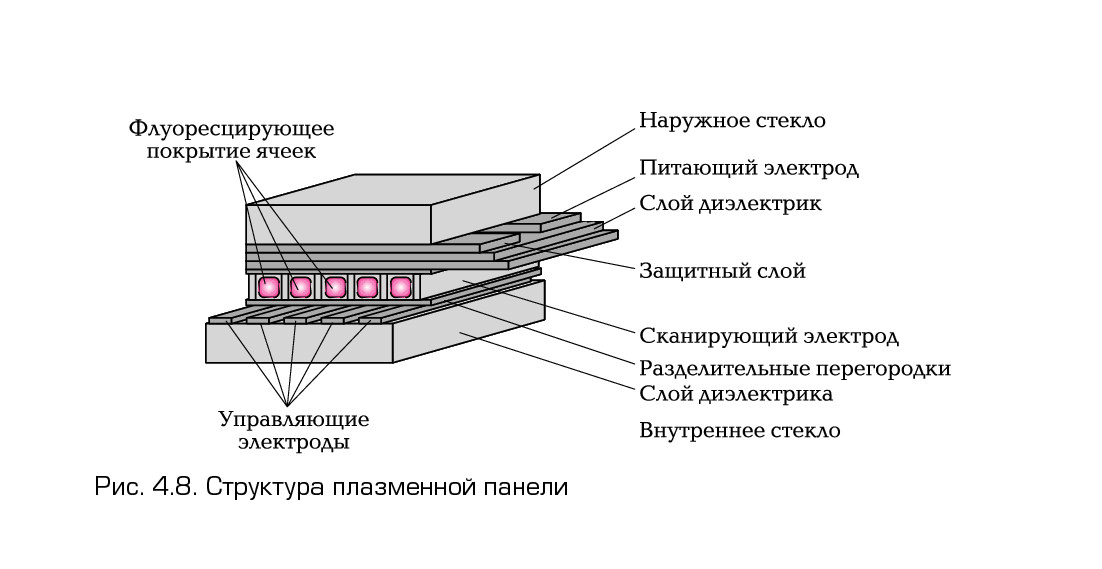 Флуоресцирующее
покрытие ячеек
Наружное стекло
Питающий электрод
Слой диэлектрик
Защитный слой
Сканирующий электрод
Разделительные перегородки
Слой диэлектрика
Внутреннее стекло
Управляющие
электроды
Рис. 4.8. Структура плазменной панели